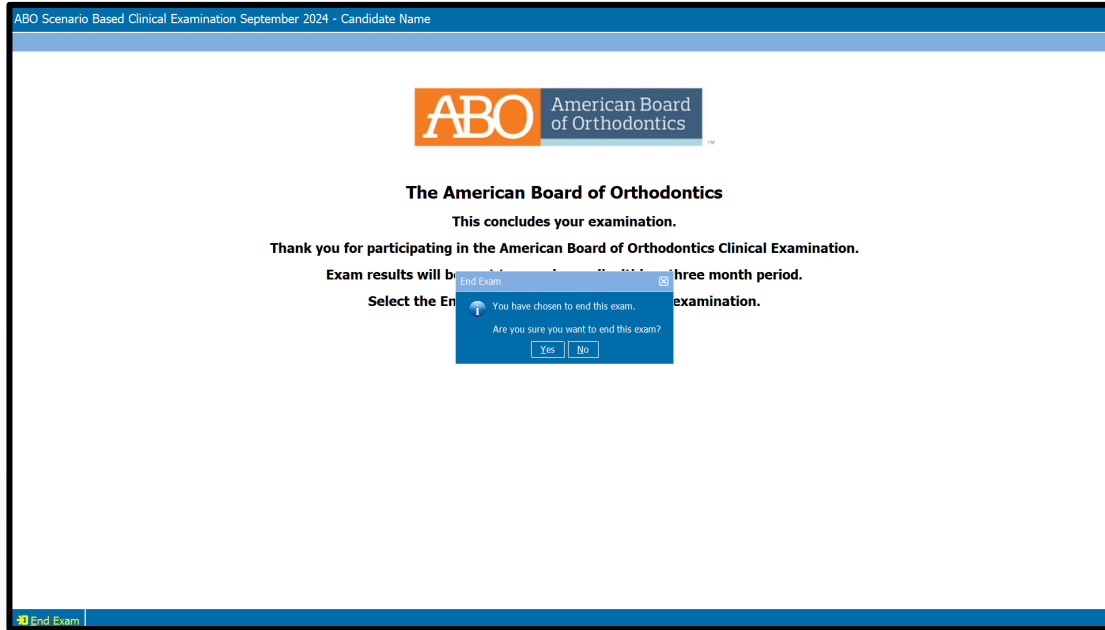 ABO Scenario Based Clinical Examination September 2024 - Candidate Name
ABO American Board
of Orthodontics
TM
The American Board of Orthodontics
This concludes your examination.
Thank you for participating in the American Board of Orthodontics Clinical Examination.
Exam results will three month period.
Select the examination.
End Exam
You have chosen to end this exam.
Are you sure you want to end this exam?
Yes No
End Exam